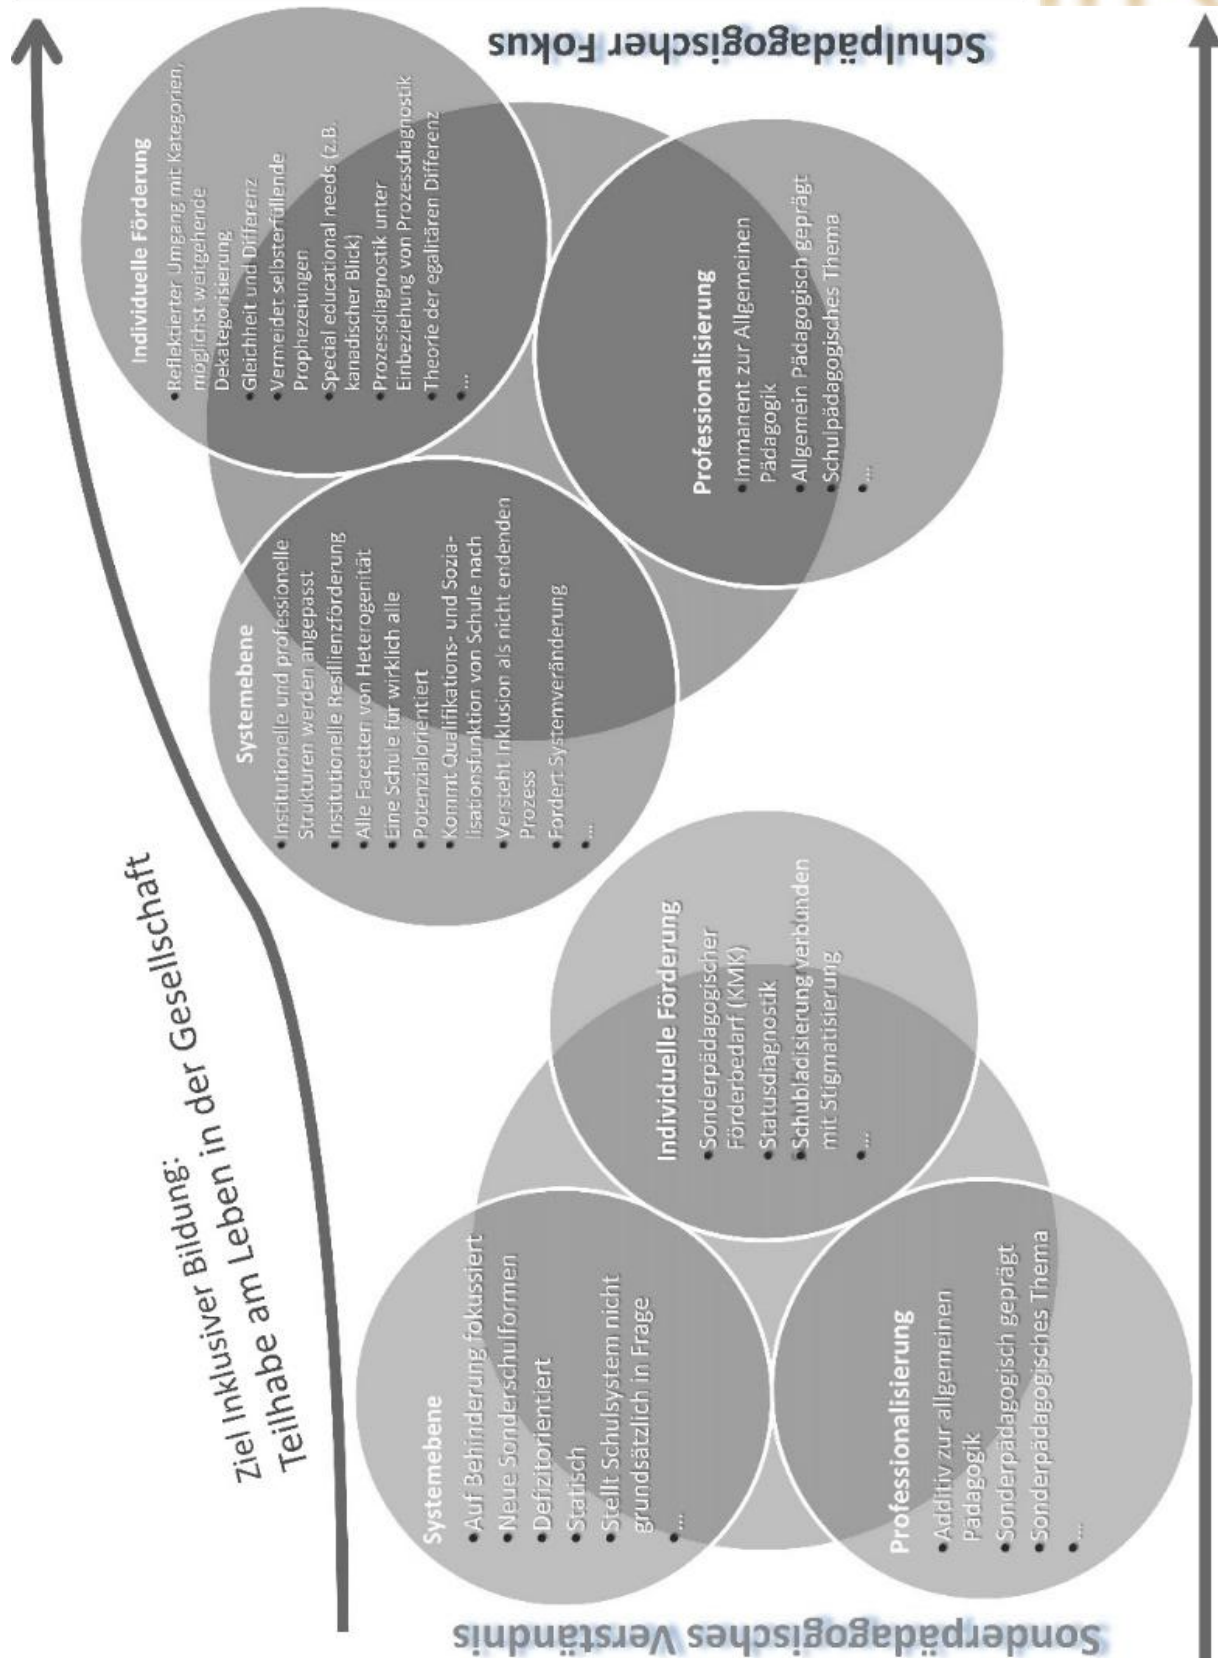 Ziel Inklusiver Bildung:
Teilhabe am Leben in der Gesellschaft
Sonderpädagogisches Verständnis
Systemebene
•Auf Behinderung fokussiert
•Neue Sonderschulformen
•Defizitorientiert
•Statisch
•Stellt Schulsystem nicht
grundsätzlich in Frage
•...
Individuelle Förderung
•Sonderpädagogischer
Förderbedarf (KMK)
•Statusdiagnostik
•Schubladisierung verbunden
mit Stigmatisierung
•...
Professionalisierung
•Additiv zur allgemeinen
Pädagogik
•Sonderpädagogisch geprägt
•Sonderpädagogisches Thema
•...
Schulpädagogischer Fokus
Systemebene
•Institutionelle und professionelle
Strukturen werden angepasst
•Institutionelle Resilienzförderung
•Alle Facetten von Heterogenität
•Eine Schule für wirklich alle
•Potenzialorientiert
•Kommt Qualifikations- und Sozia-
lisationsfunktion von Schule nach
•Versteht Inklusion als nicht endenden
Prozess
•Fordert Systemveränderung
•...
Individuelle Förderung
•Reflektierter Umgang mit Kategorien,
möglichst weitgehende
Dekategorisierung
•Gleichheit und Differenz
•Vermeidet selbsterfüllende
Prophezeiungen
•Special educational needs (z.B.
kanadischer Blick)
•Prozessdiagnostik unter
Einbeziehung von Prozessdiagnostik
•Theorie der egalitären Differenz
•...
Professionalisierung
•Immanent zur Allgemeinen
Pädagogik
•Allgemein Pädagogisch geprägt
•Schulpädagogisches Thema
•...